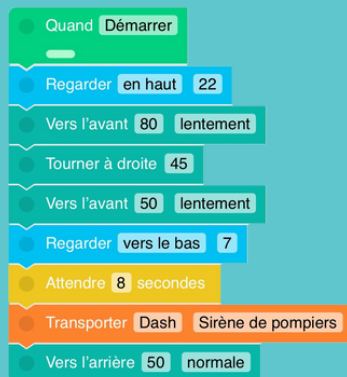 Quand Démarrer
Regarder en haut 22
Vers l'avant 80 lentement
Tourner à droite 45
Vers l'avant 50 lentement
Regarder vers le bas 7
Attendre 8 secondes
Transporter Dash Sirène de pompiers
Vers l'arrière 50 normale